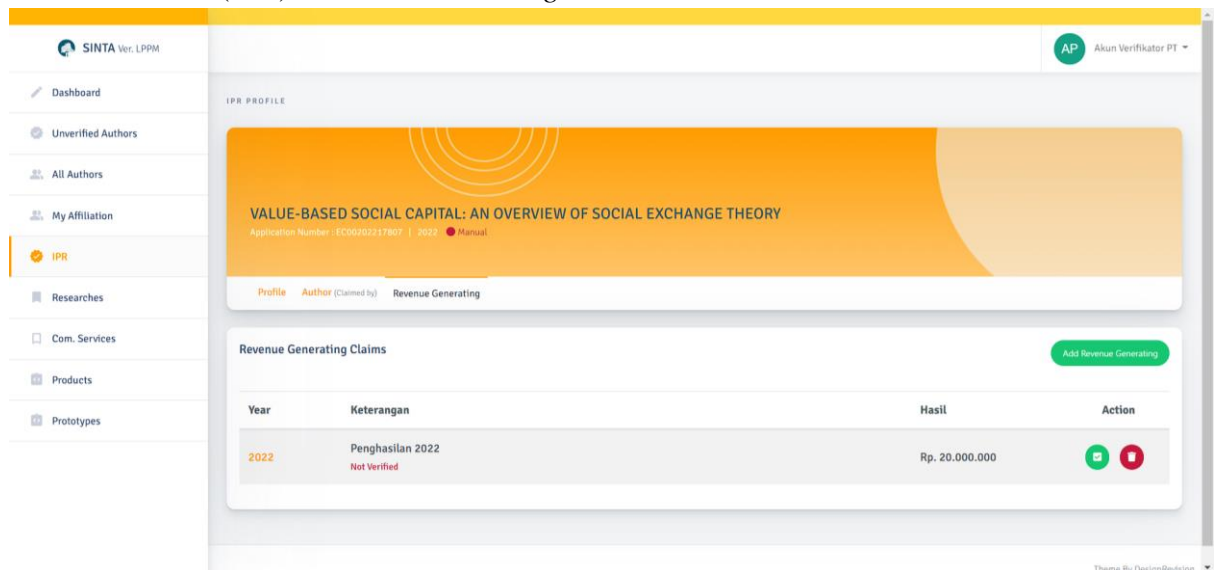 SINTA Ver. LPPM
AP Akun Verifikator PT
Dashboard
Unverified Authors
All Authors
My Affiliation
IPR
Researches
Com. Services
Products
Prototypes
IPR PROFILE
VALUE-BASED SOCIAL CAPITAL: AN OVERVIEW OF SOCIAL EXCHANGE THEORY
Application Number : EC00202217807 | 2022 Manual
Profile Author (Claimed by) Revenue Generating
Revenue Generating Claims
Add Revenue Generating
Year Keterangan Hasil Action
2022 Penghasilan 2022 Rp. 20.000.000
Not Verified
Theme By DesignRevision